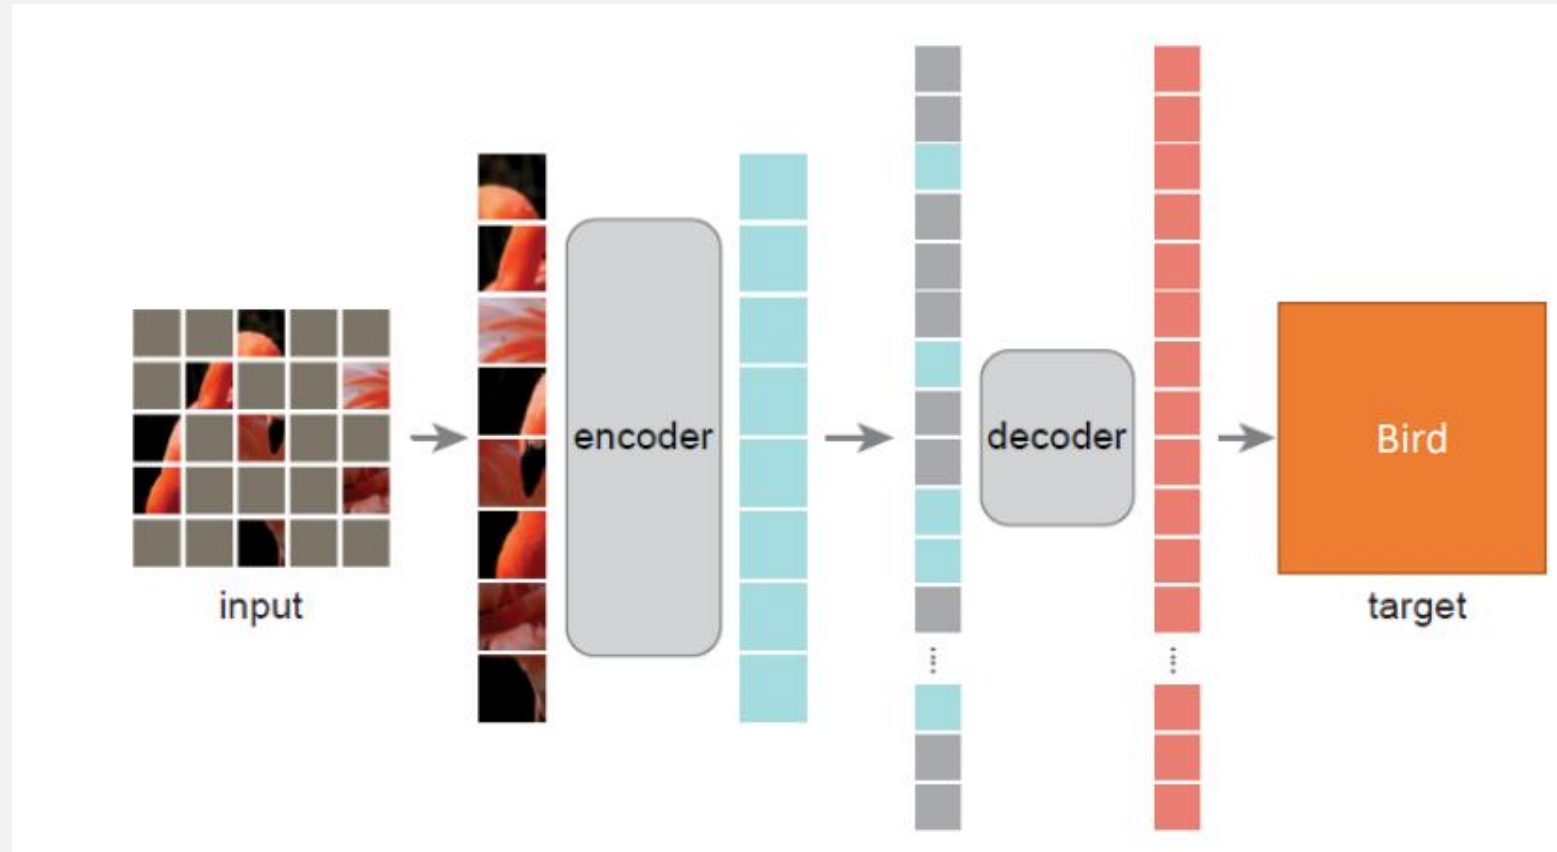 input
encoder
decoder
Bird
target